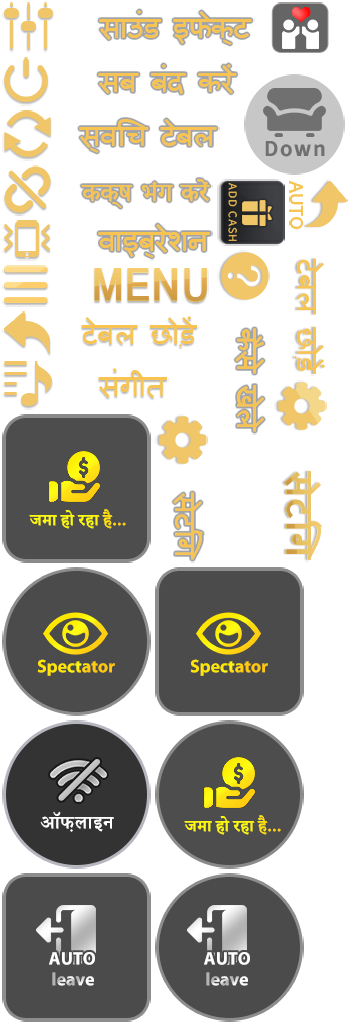 साउंड इफेक्ट
सब बंद करें
Down
स्वचि टेबल
कक्ष भंग करें
ADD CASH
AUTO
वाइब्रेशन
MENU
टेबल छोड़ें
टेबल छोड़ें
कैसे खेलें
संगीत
सेटिंग
सेटिंग
जमा हो रहा है...
Spectator
Spectator
ऑफ़लाइन
जमा हो रहा है...
AUTO
leave
AUTO
leave